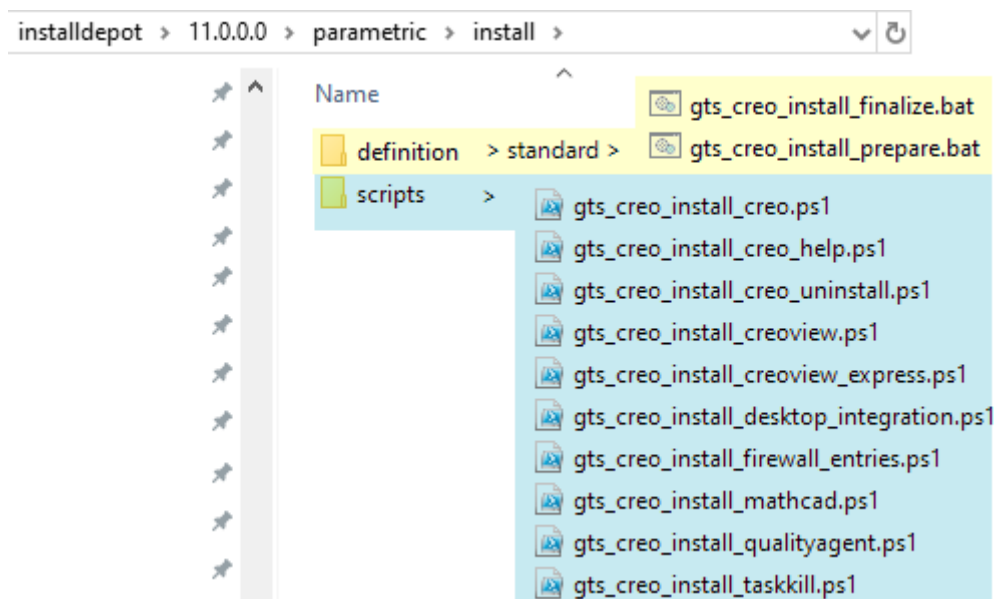 installdepot > 11.0.0.0 > parametric > install >
Name
gts_creo_install_finalize.bat
definition > standard > gts_creo_install_prepare.bat
scripts > gts_creo_install_creo.ps1
gts_creo_install_creo_help.ps1
gts_creo_install_creo_uninstall.ps1
gts_creo_install_creoview.ps1
gts_creo_install_creoview_express.ps1
gts_creo_install_desktop_integration.ps1
gts_creo_install_firewall_entries.ps1
gts_creo_install_mathcad.ps1
gts_creo_install_qualityagent.ps1
gts_creo_install_taskkill.ps1